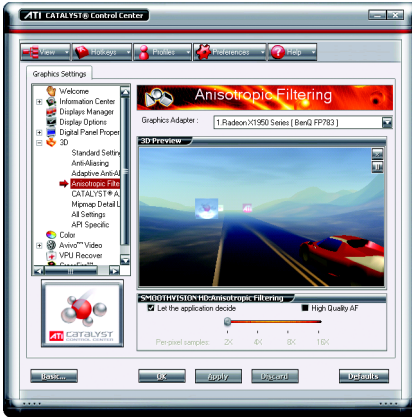 ATI CATALYST® Control Center
View Hotkeys Profiles Preferences Help
Graphics Settings
Welcome
Information Center
Displays Manager
Display Options
Digital Panel Proper
3D
Standard Settin
Anti-Aliasing
Adaptive Anti-Al
Anisotropic Filte
CATALYST® A.
Mipmap Detail L
All Settings
API Specific
Color
Avivo™ Video
VPU Recover
Anisotropic Filtering
Graphics Adapter :
1.Radeon X1950 Series [ BenQ FP783 ]
3D Preview
SMOOTHVISION HD:Anisotropic Filtering
Let the application decide
High Quality AF
Per-pixel samples: 2X 4X 8X 16X
ATI CATALYST
CONTROL CENTER
Basic... OK Apply Discard Defaults